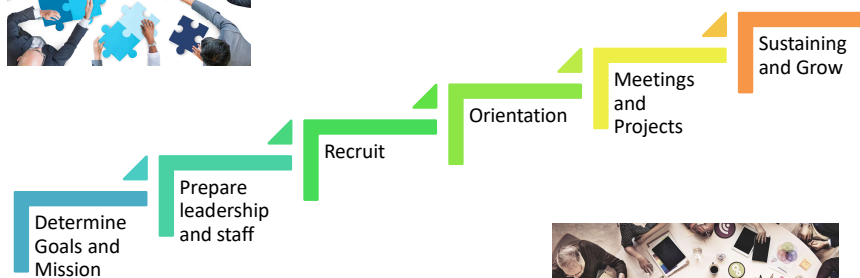 Determine
Goals and
Mission
Prepare
leadership
and staff
Recruit
Orientation
Meetings
and
Projects
Sustaining
and Grow